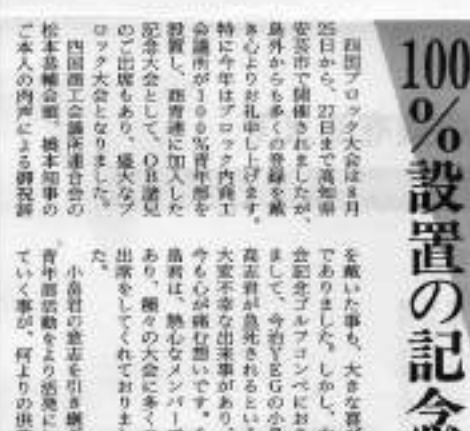 100%設置の記念
四国ブロック大会は8月
25日から、27日まで高知県
安芸市で開催されましたが、
島外からも多くの登録を戴
き心よりお礼申し上げます。
特に今年はブロック内商工
会議所が100%青年部を
設置し、商青連に加入した
記念大会として、OB諸兄
のご出席もあり、盛大なブ
ロック大会となりました。
四国商工会議所連合会の
松本恭輔会頭、橋本知事の
ご本人の肉声による御祝辞
を戴いた事も、大きな喜び
でありました。しかし、
会記念ゴルフコンペにお
まして、今治YEGの小
高志君が急死されるとい
大変不幸な出来事があり、
今も心が痛む想いです。
島君は、熱心なメンバー
あり、種々の大会に多く
出席をしてくれておりまし
た。
小島君の意志を引き継
青年部活動をより活発に
ていく事が、何よりの供